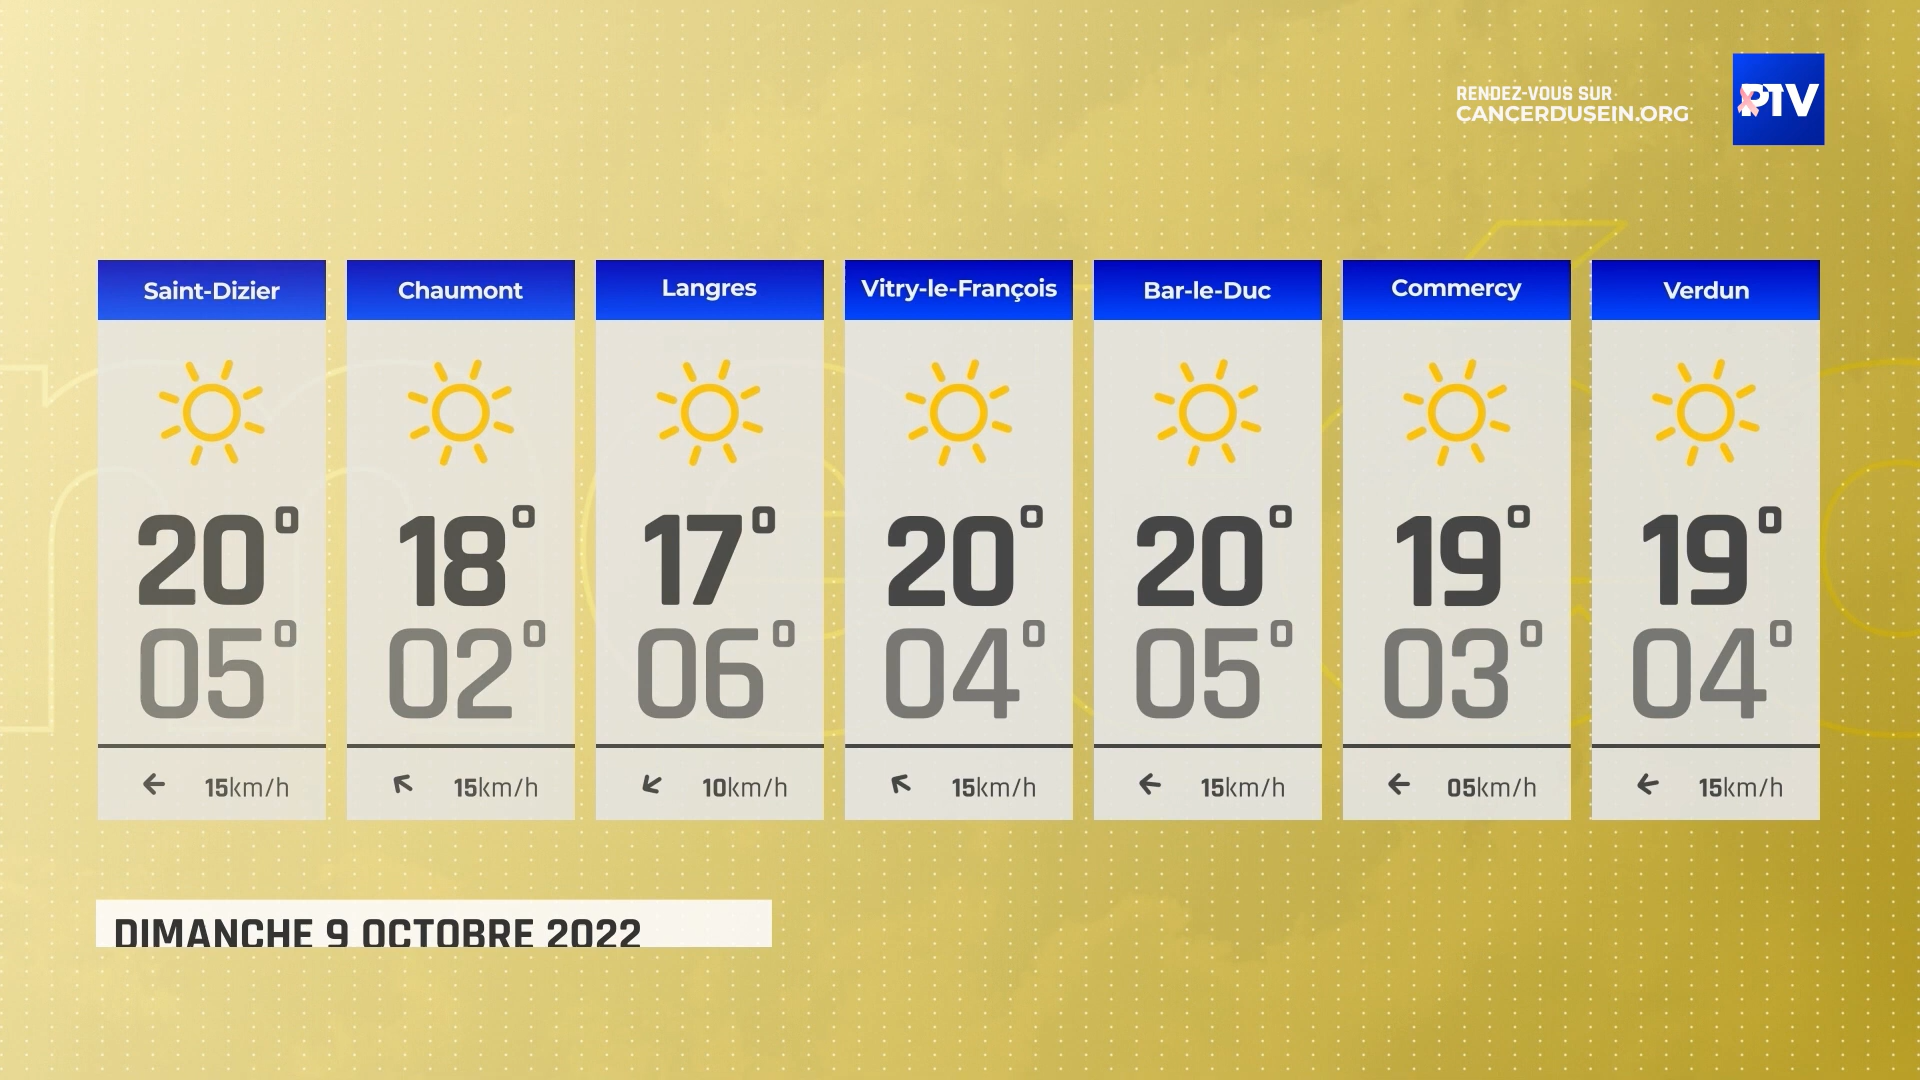 RENDEZ-VOUS SUR
CANCERDUSEIN.ORG
PTV
Saint-Dizier
20°
05°
15km/h
Chaumont
18°
02°
15km/h
Langres
17°
06°
10km/h
Vitry-le-François
20°
04°
15km/h
Bar-le-Duc
20°
05°
15km/h
Commercy
19°
03°
05km/h
Verdun
19°
04°
15km/h
DIMANCHE 9 OCTOBRE 2022